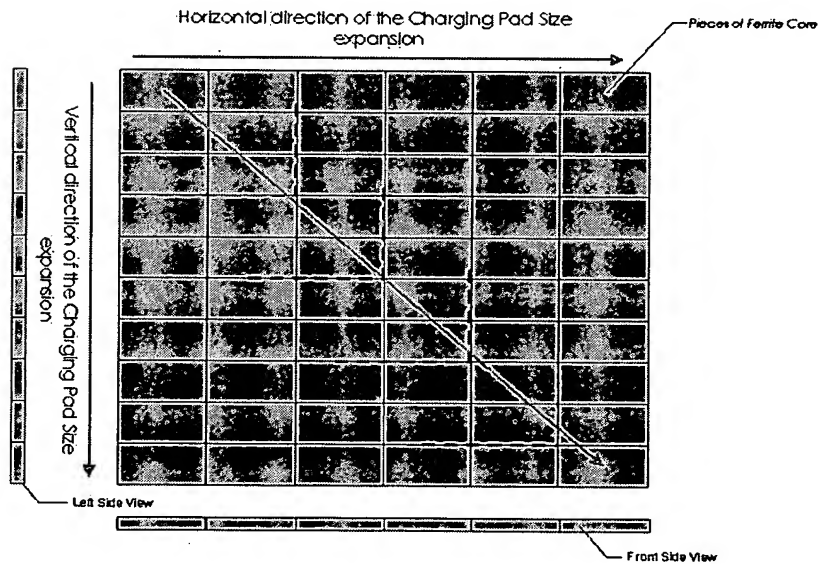 Horizontal direction of the Charging Pad Size
expansion
Pieces of Ferrite Core
Vertical direction of the Charging Pad Size
expansion
Left Side View
Front Side View